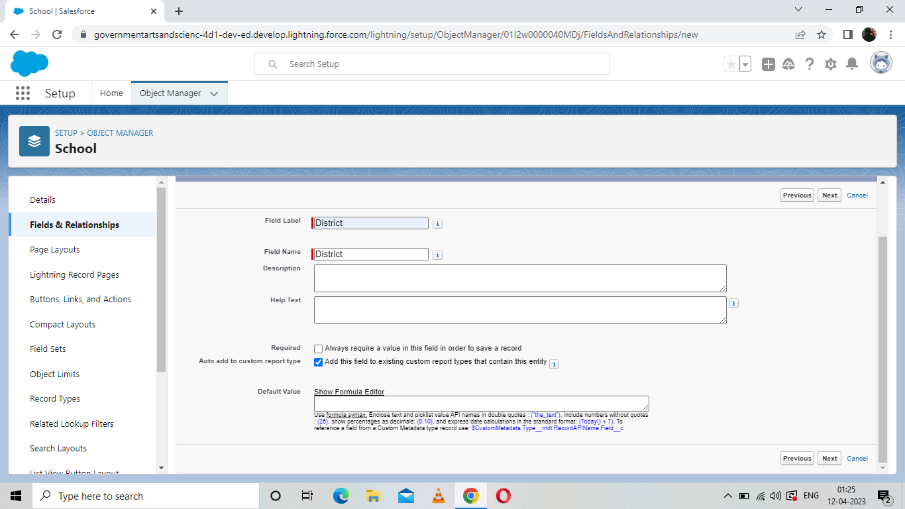 School | Salesforce
governmentartsandscienc-4d1-dev-ed.develop.lightning.force.com/lightning/setup/ObjectManager/01I2w0000040MDj/FieldsAndRelationships/new
Search Setup
Setup
Home
Object Manager
SETUP > OBJECT MANAGER
School
Details
Fields & Relationships
Page Layouts
Lightning Record Pages
Buttons, Links, and Actions
Compact Layouts
Field Sets
Object Limits
Record Types
Related Lookup Filters
Search Layouts
List View Button Layout
Previous Next Cancel
Field Label District i
Field Name District i
Description
Help Text i
Required Always require a value in this field in order to save a record
Auto add to custom report type Add this field to existing custom report types that contain this entity i
Default Value Show Formula Editor
Use formula syntax: Enclose text and picklist value API names in double quotes : ("the_text"), include numbers without quotes
: (25), show percentages as decimals: (0.10), and express date calculations in the standard format: (Today() + 7). To
reference a field from a Custom Metadata type record use: $CustomMetadata.Type__mdt.RecordAPIName.Field__c
Previous Next Cancel
Type here to search
ENG
01:25
12-04-2023
2